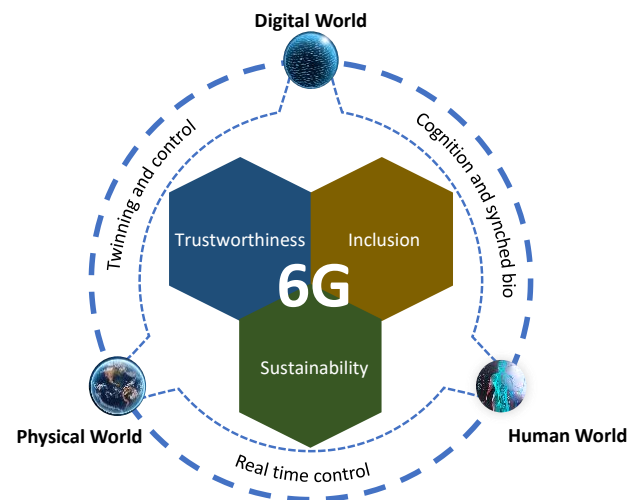 Digital World
Twinning and control
Cognition and synched bio
Trustworthiness
Inclusion
6G
Sustainability
Physical World
Human World
Real time control